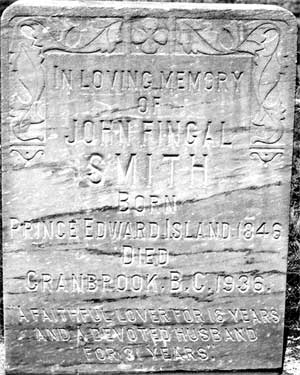 IN LOVING MEMORY
OF
JOHN FINGAL
SMITH
BORN
PRINCE EDWARD ISLAND 1846
DIED
CRANBROOK, B.C. 1936.
"A FAITHFUL LOVER FOR 18 YEARS
AND A DEVOTED HUSBAND
FOR 31 YEARS."